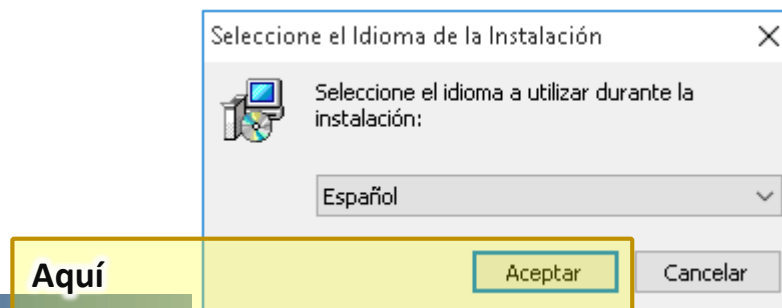 Seleccione el Idioma de la Instalación
Seleccione el idioma a utilizar durante la
instalación:
Español
Aquí
Aceptar
Cancelar